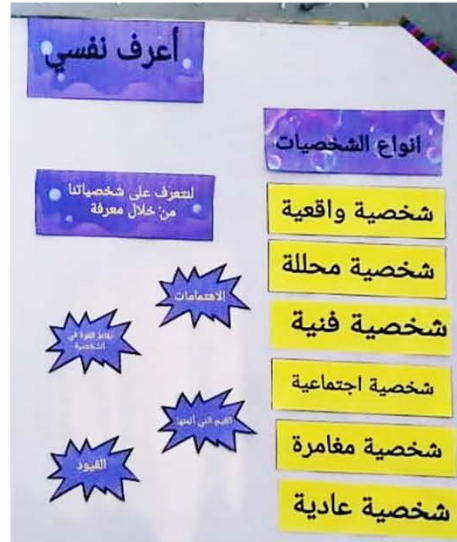 أعرف نفسي
انواع الشخصيات
شخصية واقعية
شخصية محللة
شخصية فنية
شخصية اجتماعية
شخصية مغامرة
شخصية عادية
لنتعرف على شخصياتنا
من خلال معرفة
الاهتمامات
نقاط القوة في
الشخصية
القيم التي
القيود